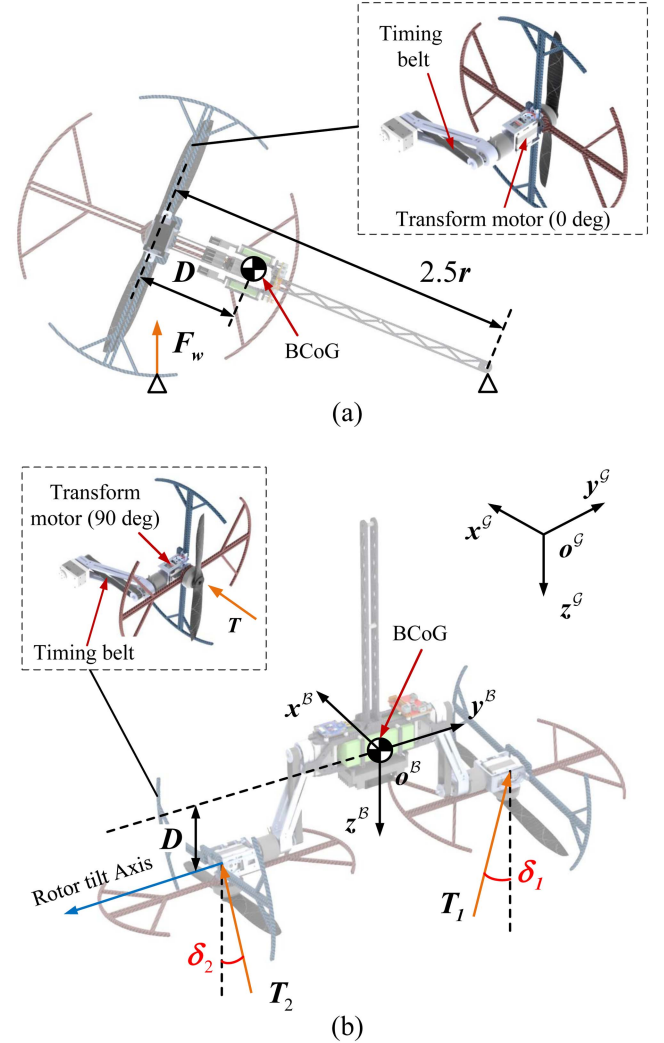 (a)
Timing
belt
Transform motor (0 deg)
D
2.5r
BCoG
F_w
(a)
Transform
motor (90 deg)
T
Timing belt
y^G
x^G
o^G
z^G
BCoG
x^B
y^B
o^B
z^B
D
Rotor tilt Axis
T_1
δ_1
δ_2
T_2
(b)